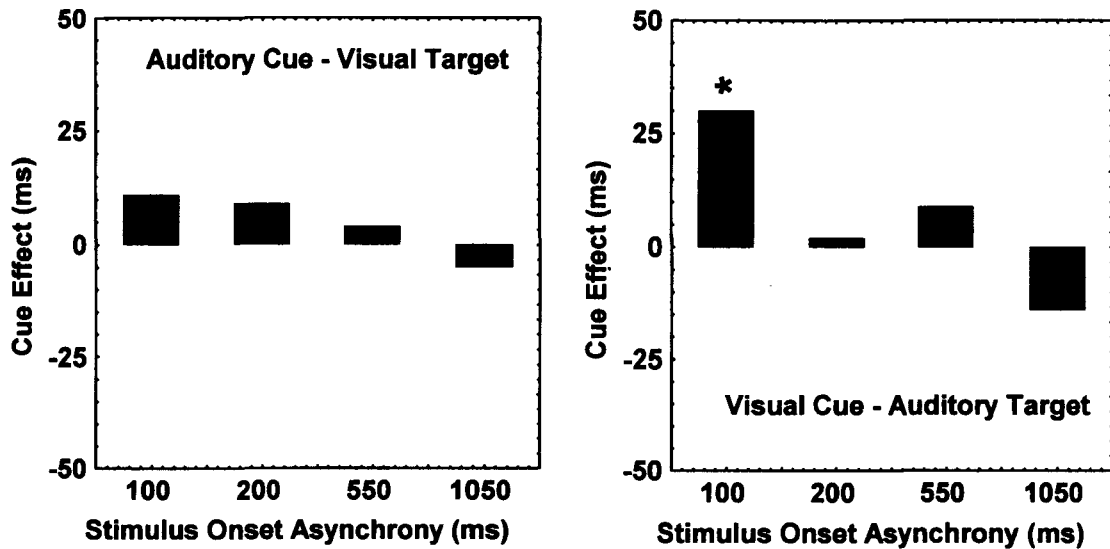 50
25
0
-25
-50
Cue Effect (ms)
Auditory Cue - Visual Target
100 200 550 1050
Stimulus Onset Asynchrony (ms)
50
25
0
-25
-50
Cue Effect (ms)
*
Visual Cue - Auditory Target
100 200 550 1050
Stimulus Onset Asynchrony (ms)